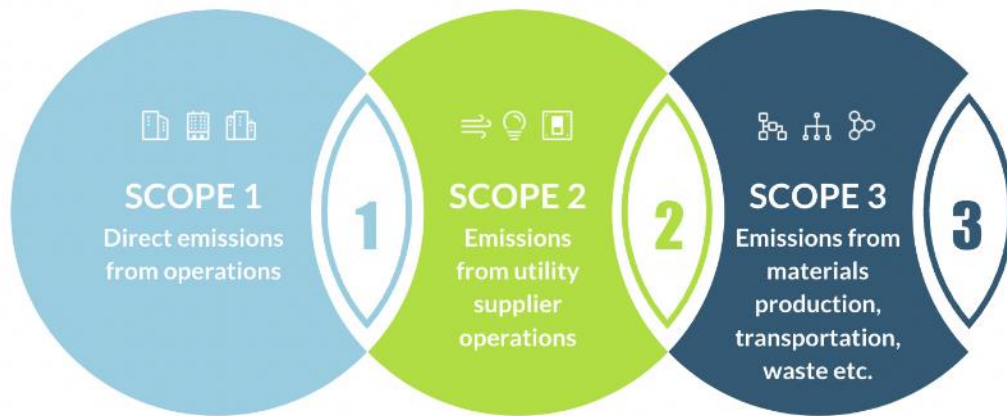 SCOPE 1
Direct emissions
from operations
1
SCOPE 2
Emissions
from utility
supplier
operations
2
SCOPE 3
Emissions from
materials
production,
transportation,
waste etc.
3